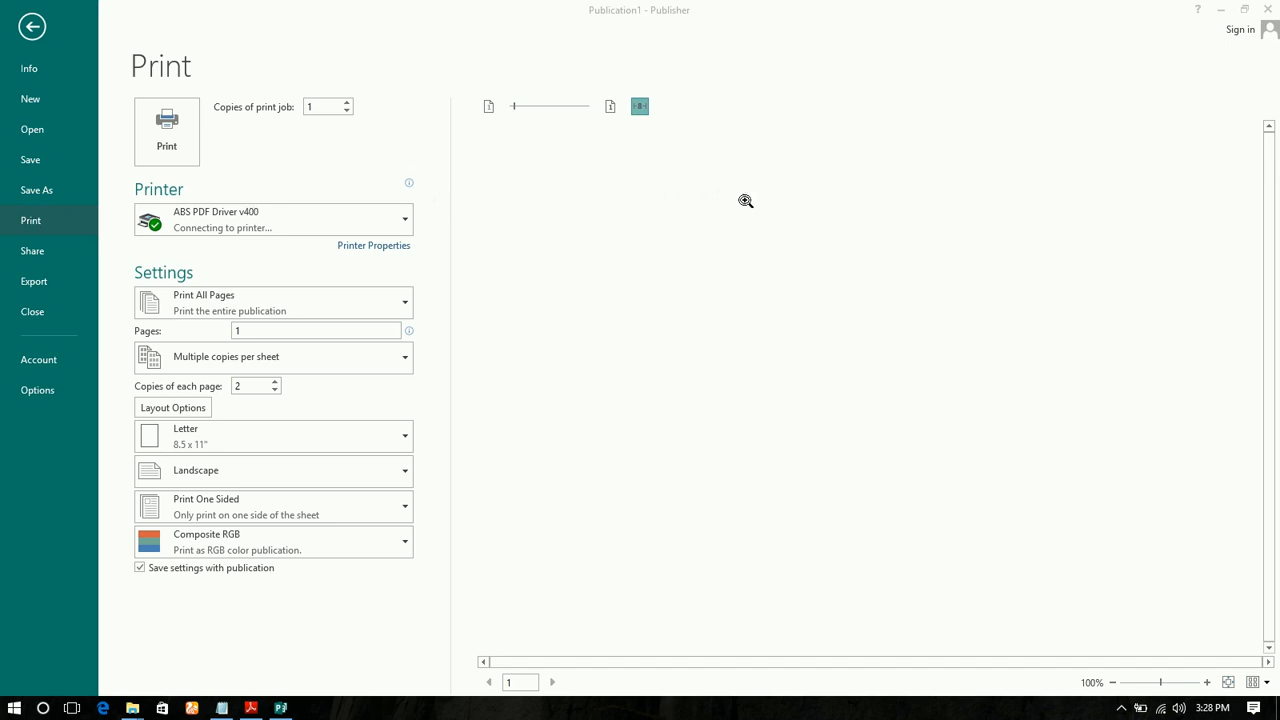 Publication1 - Publisher
?
Sign in
Info
New
Open
Save
Save As
Print
Share
Export
Close
Account
Options
Print
Print
Copies of print job: 1
Printer
ABS PDF Driver v400
Connecting to printer...
Printer Properties
Settings
Print All Pages
Print the entire publication
Pages: 1
Multiple copies per sheet
Copies of each page: 2
Layout Options
Letter
8.5 x 11"
Landscape
Print One Sided
Only print on one side of the sheet
Composite RGB
Print as RGB color publication.
Save settings with publication
1
1
8
1
100%
3:28 PM